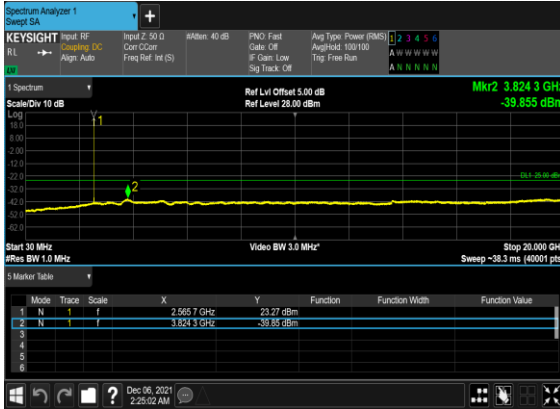 Spectrum Analyzer 1
Swept SA
+
KEYSIGHT Input: RF Input Z: 50 Ω #Atten: 40 dB PNO: Fast Avg Type: Power (RMS) 1 2 3 4 5 6
RL Coupling: DC Corr CCorr Gate: Off Avg|Hold: 100/100 A W W W W W
Align: Auto Freq Ref: Int (S) IF Gain: Low Trig: Free Run
Sig Track: Off A N N N N N
1 Spectrum Ref Lvl Offset 5.00 dB Mkr2 3.824 3 GHz
Scale/Div 10 dB Ref Level 28.00 dBm -39.855 dBm
Log
18.0 1
8.00
-2.00
-12.0
-22.0 DL1 -25.00 dBm
-32.0 2
-42.0
-52.0
-62.0
Start 30 MHz Video BW 3.0 MHz* Stop 20.000 GH
#Res BW 1.0 MHz Sweep ~38.3 ms (40001 pts
5 Marker Table
Mode Trace Scale X Y Function Function Width Function Value
1 N 1 f 2.565 7 GHz 23.27 dBm
2 N 1 f 3.824 3 GHz -39.85 dBm
3
4
5
6
? Dec 06, 2021
2:25:02 AM